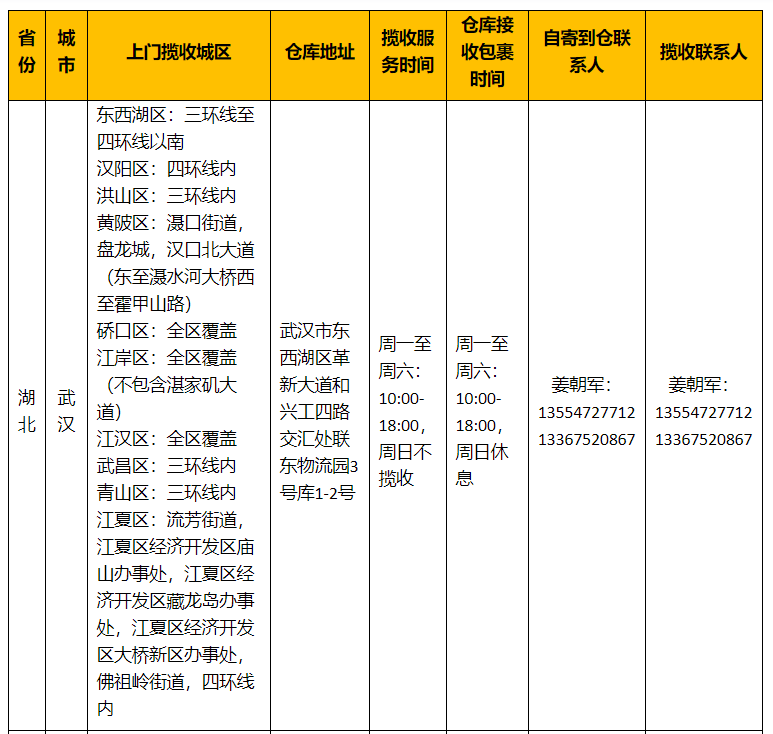 省
份
城
市
上门揽收城区
仓库地址
揽收服
务时间
仓库接
收包裹
时间
自寄到仓联
系人
揽收联系人
湖
北
武
汉
东西湖区：三环线至
四环线以南
汉阳区：四环线内
洪山区：三环线内
黄陂区：滠口街道，
盘龙城，汉口北大道
（东至滠水河大桥西
至霍甲山路）
硚口区：全区覆盖
江岸区：全区覆盖
（不包含湛家矶大
道）
江汉区：全区覆盖
武昌区：三环线内
青山区：三环线内
江夏区：流芳街道，
江夏区经济开发区庙
山办事处，江夏区经
济开发区藏龙岛办事
处，江夏区经济开发
区大桥新区办事处，
佛祖岭街道，四环线
内
武汉市东
西湖区革
新大道和
兴工四路
交汇处联
东物流园3
号库1-2号
周一至
周六：
10:00-
18:00，
周日不
揽收
周一至
周六：
10:00-
18:00，
周日休
息
姜朝军：
13554727712
13367520867
姜朝军：
13554727712
13367520867